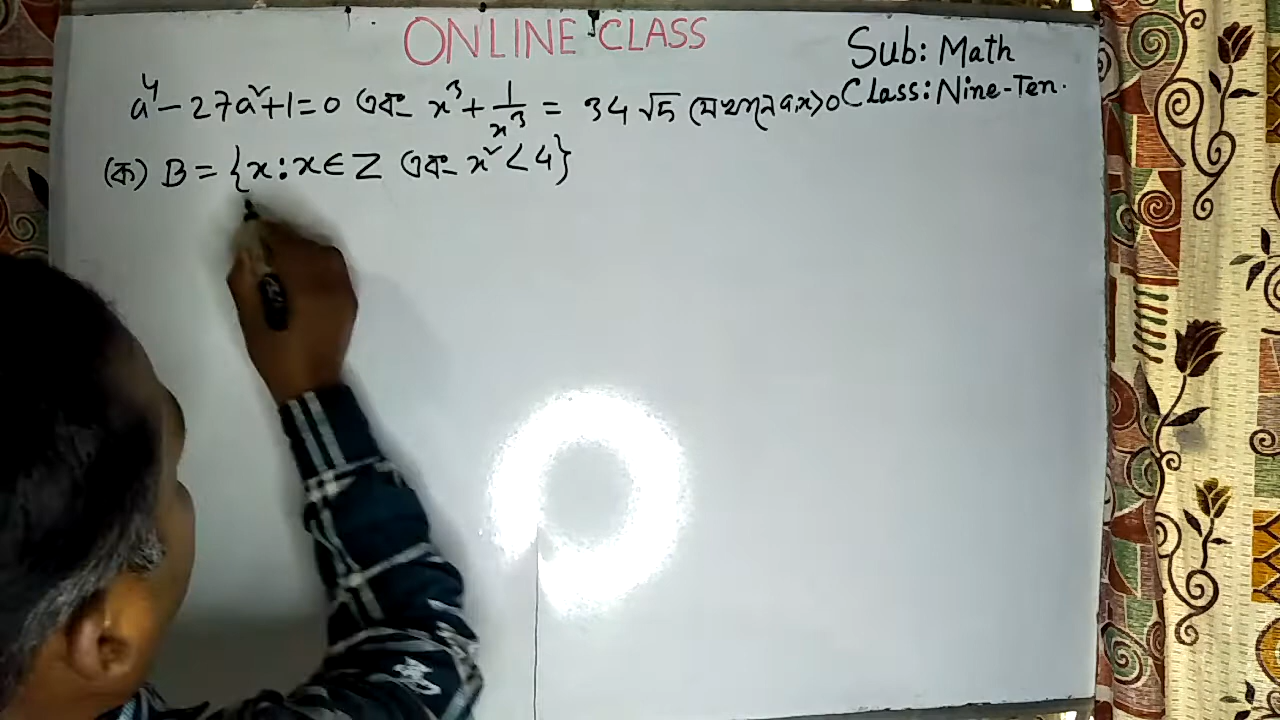 ONLINE CLASS
Sub: Math
Class: Nine-Ten.
a⁴ - 27a² + 1 = 0 এবং x³ + 1/x³ = 34√5 (যেখানে a,x>0
(ক) B = {x : x ∈ Z এবং x² < 4}